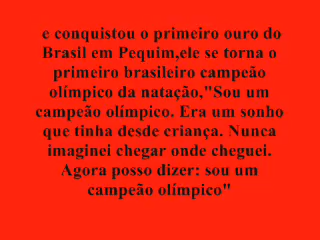 e conquistou o primeiro ouro do
Brasil em Pequim,ele se torna o
primeiro brasileiro campeão
olímpico da natação,"Sou um
campeão olímpico. Era um sonho
que tinha desde criança. Nunca
imaginei chegar onde cheguei.
Agora posso dizer: sou um
campeão olímpico"